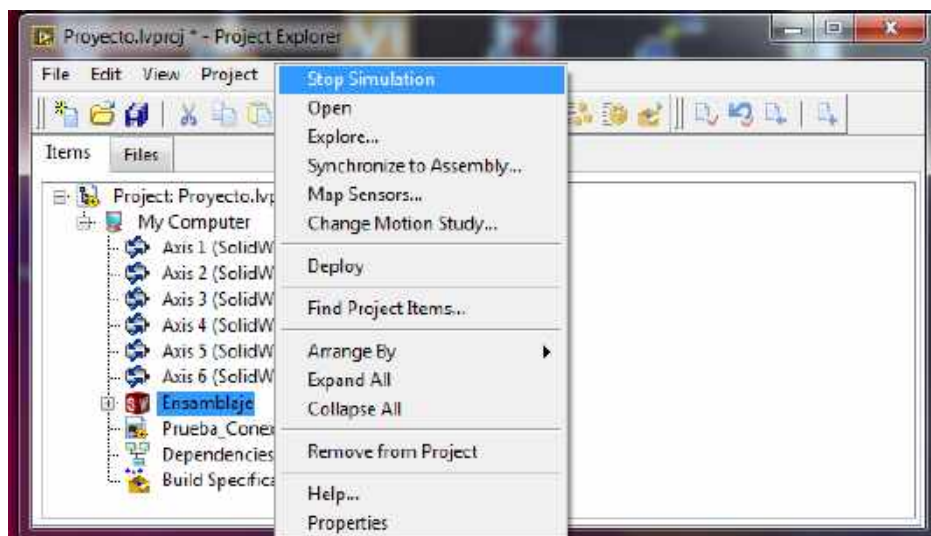 Proyecto.lvproj * - Project Explorer
File Edit View Project
Items Files
Project: Proyecto.lvp
My Computer
Axis 1 (SolidW
Axis 2 (SolidW
Axis 3 (SolidW
Axis 4 (SolidW
Axis 5 (SolidW
Axis 6 (SolidW
Ensamblaje
Prueba_Conex
Dependencies
Build Specifica
Stop Simulation
Open
Explore...
Synchronize to Assembly...
Map Sensors...
Change Motion Study...
Deploy
Find Project Items...
Arrange By
Expand All
Collapse All
Remove from Project
Help...
Properties